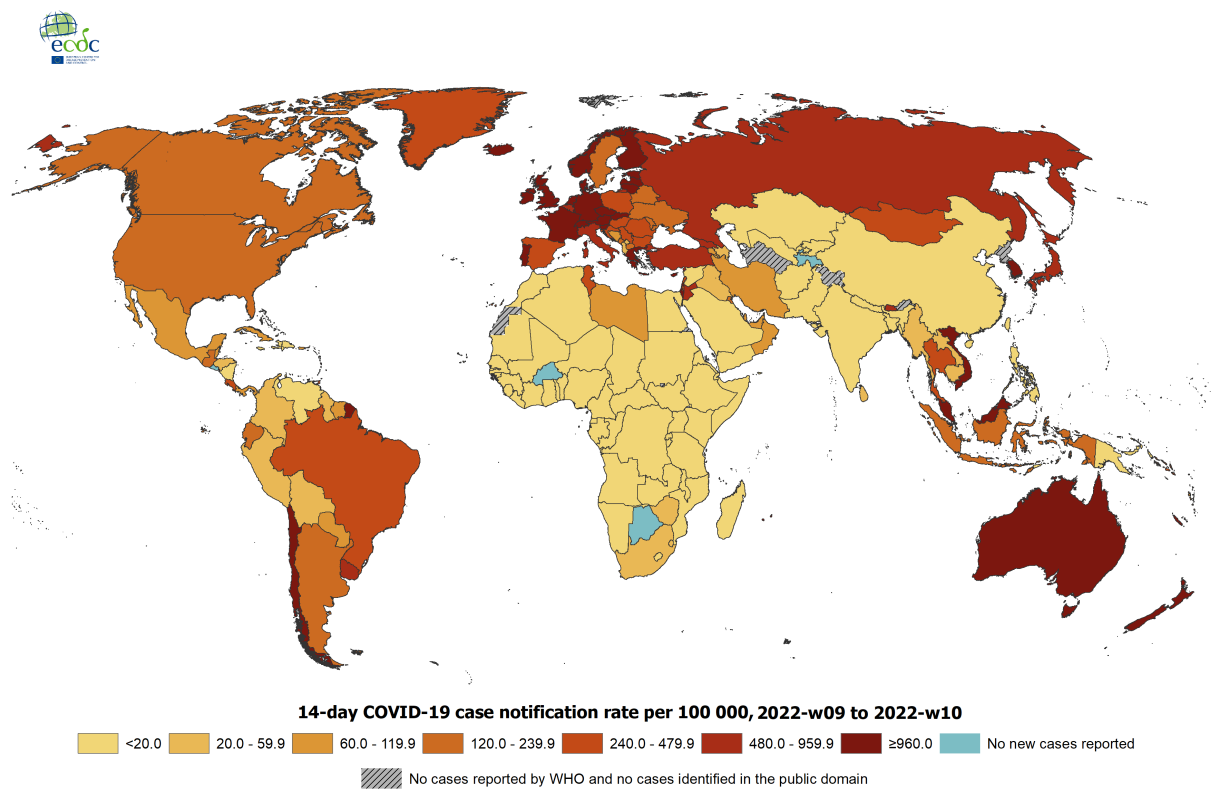 ecdc
14-day COVID-19 case notification rate per 100 000, 2022-w09 to 2022-w10
<20.0 20.0 - 59.9 60.0 - 119.9 120.0 - 239.9 240.0 - 479.9 480.0 - 959.9 ≥960.0 No new cases reported
No cases reported by WHO and no cases identified in the public domain